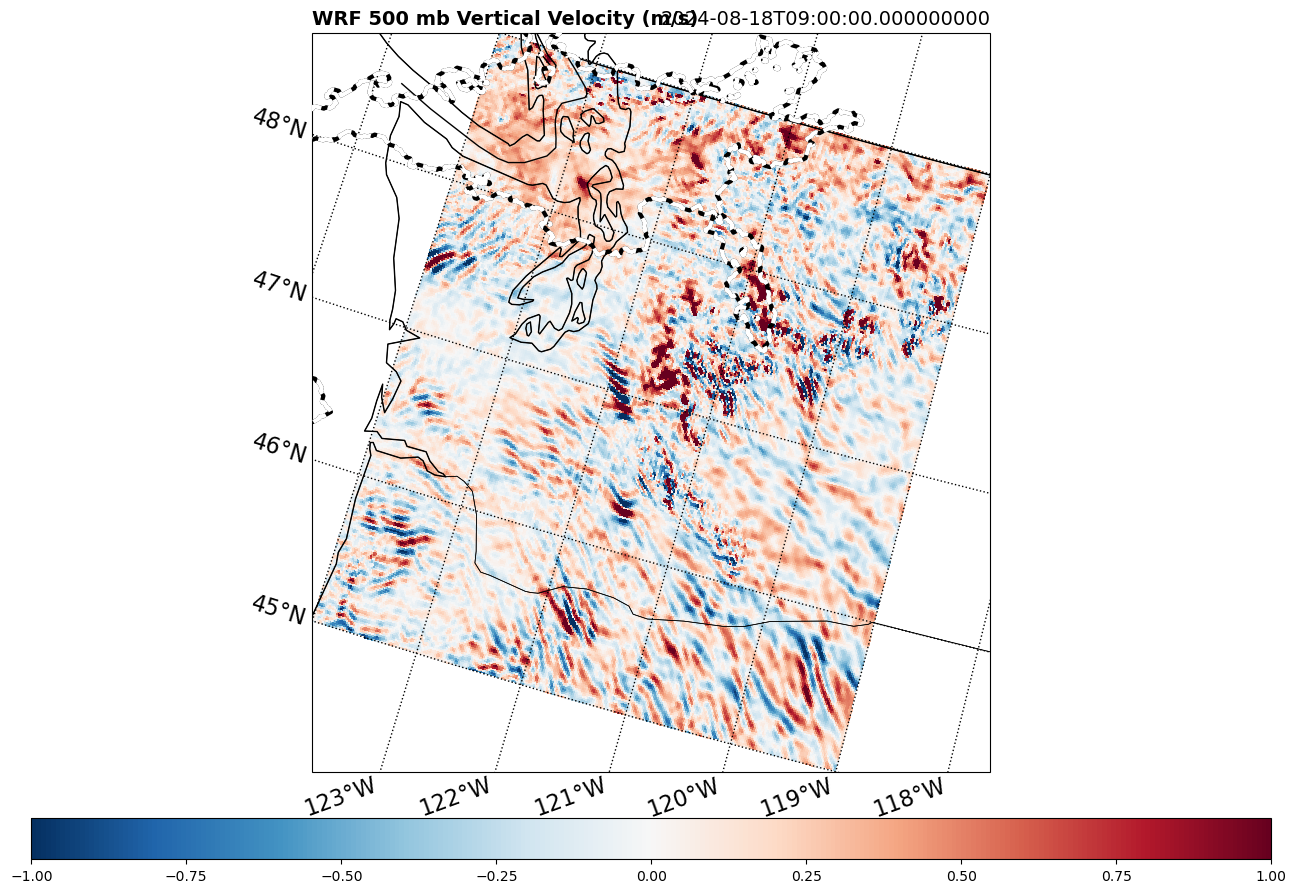 WRF 500 mb Vertical Velocity (m/s) 2024-08-18T09:00:00.000000000
48°N
47°N
46°N
45°N
123°W 122°W 121°W 120°W 119°W 118°W
−1.00 −0.75 −0.50 −0.25 0.00 0.25 0.50 0.75 1.00